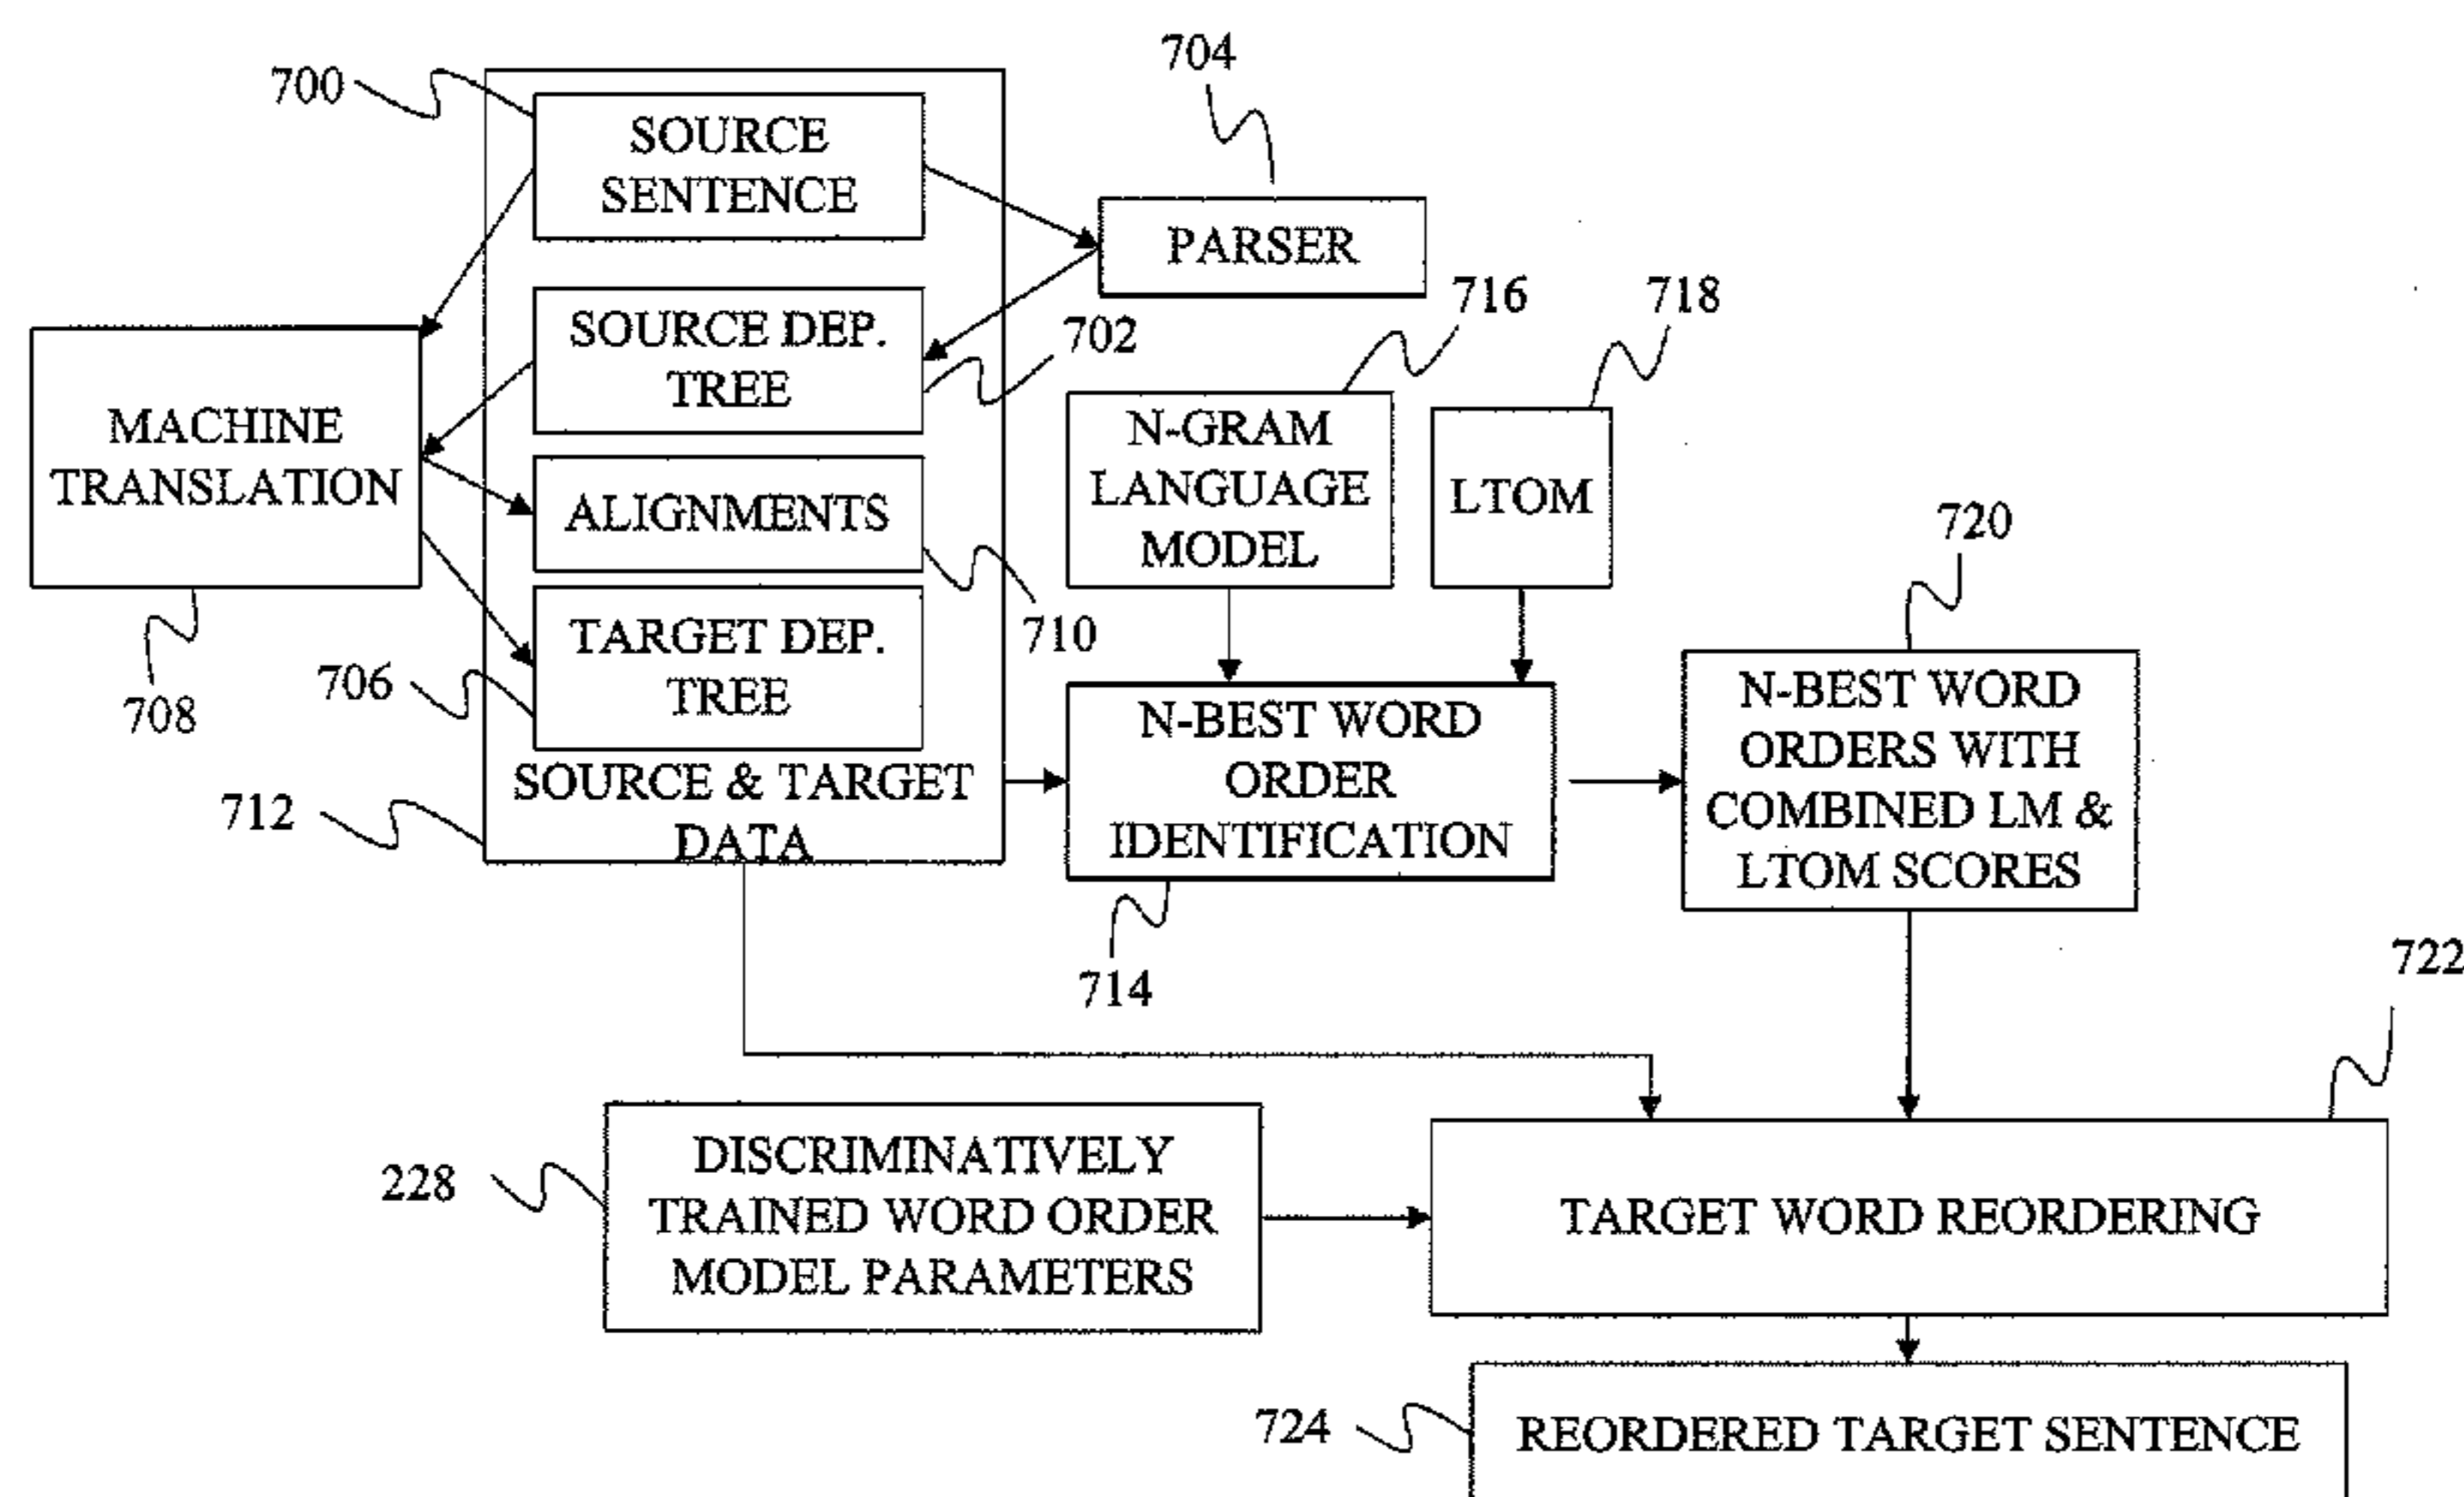 700
SOURCE
SENTENCE
704
PARSER
SOURCE DEP.
TREE
702
716
718
MACHINE
TRANSLATION
708
ALIGNMENTS
710
N-GRAM
LANGUAGE
MODEL
LTOM
706
TARGET DEP.
TREE
712
SOURCE & TARGET
DATA
N-BEST WORD
ORDER
IDENTIFICATION
714
720
N-BEST WORD
ORDERS WITH
COMBINED LM &
LTOM SCORES
722
228
DISCRIMINATIVELY
TRAINED WORD ORDER
MODEL PARAMETERS
TARGET WORD REORDERING
724
REORDERED TARGET SENTENCE